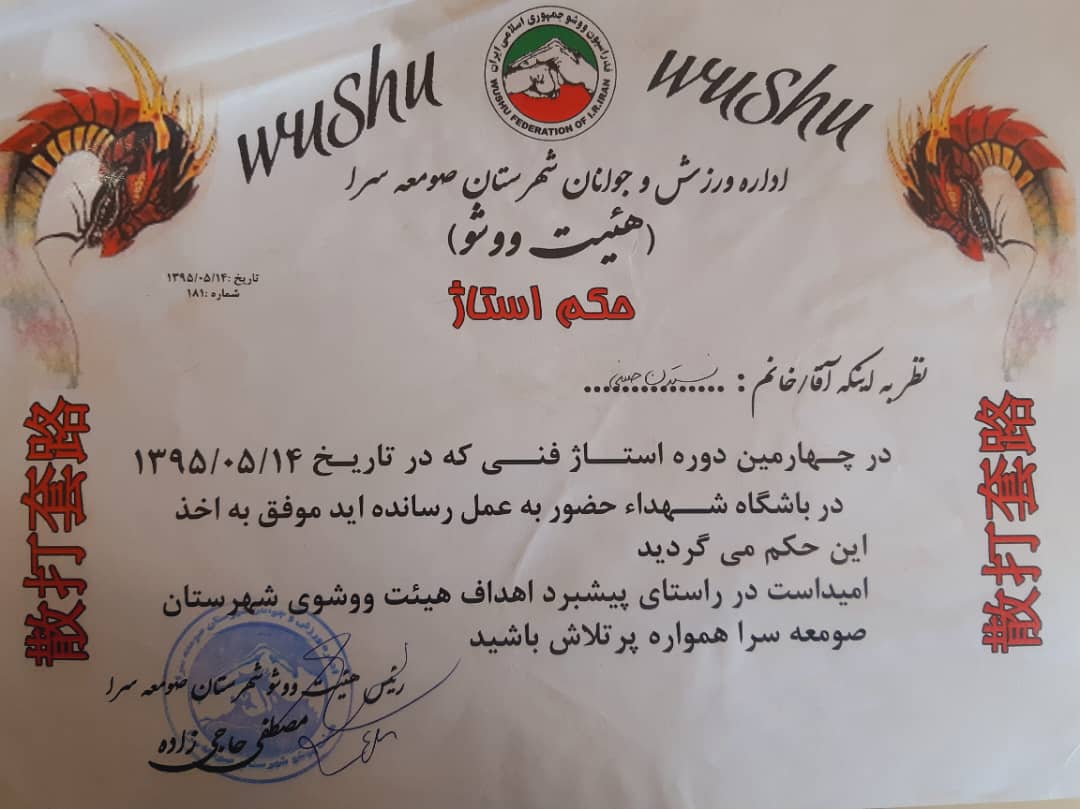 wushu
wushu
فدراسیون ووشو جمهوری اسلامی ایران
WUSHU FEDERATION OF I.R.IRAN
اداره ورزش و جوانان شهرستان صومعه سرا
(هئیت ووشو)
تاریخ :۱۳۹۵/۰۵/۱۴
شماره :۱۸۱
حکم استاژ
نظر به اینکه آقا/خانم : ................
در چهارمین دوره استاژ فنی که در تاریخ ۱۳۹۵/۰۵/۱۴
در باشگاه شهداء حضور به عمل رسانده اید موفق به اخذ
این حکم می گردید
امیداست در راستای پیشبرد اهداف هیئت ووشوی شهرستان
صومعه سرا همواره پرتلاش باشید
رئیس هئیت ووشو شهرستان صومعه سرا
مصطفی حاجی زاده
散打套路
散打套路